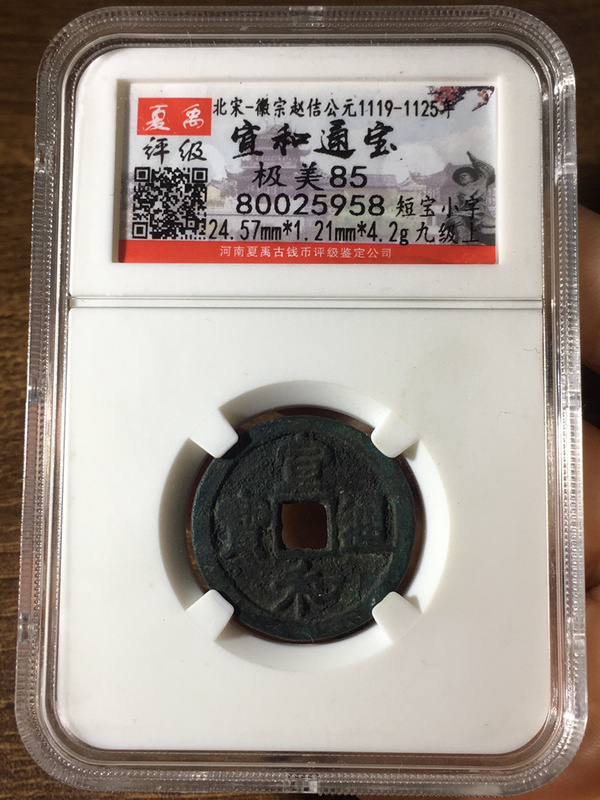 夏禹
评级
北宋-徽宗赵佶公元1119-1125年
宣和通宝
极美85
80025958 短宝小字
24.57mm*1.21mm*4.2g 九级上
河南夏禹古钱币评级鉴定公司
宣和通寳